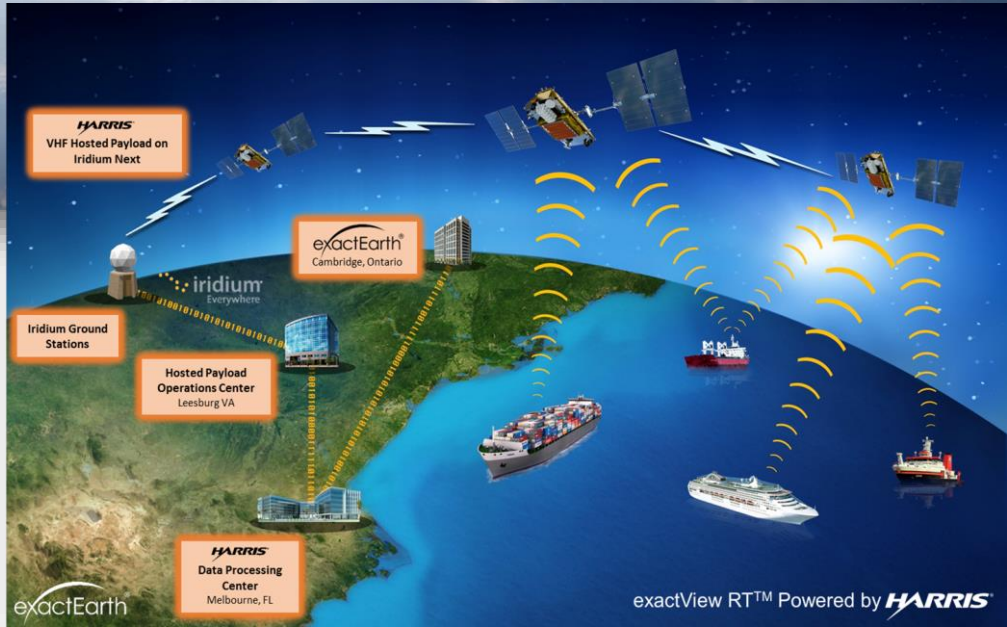 HARRIS
VHF Hosted Payload on
Iridium Next
exactEarth®
Cambridge, Ontario
iridium
Everywhere
Iridium Ground
Stations
Hosted Payload
Operations Center
Leesburg VA
HARRIS
Data Processing
Center
Melbourne, FL
exactEarth
exactView RT™ Powered by HARRIS